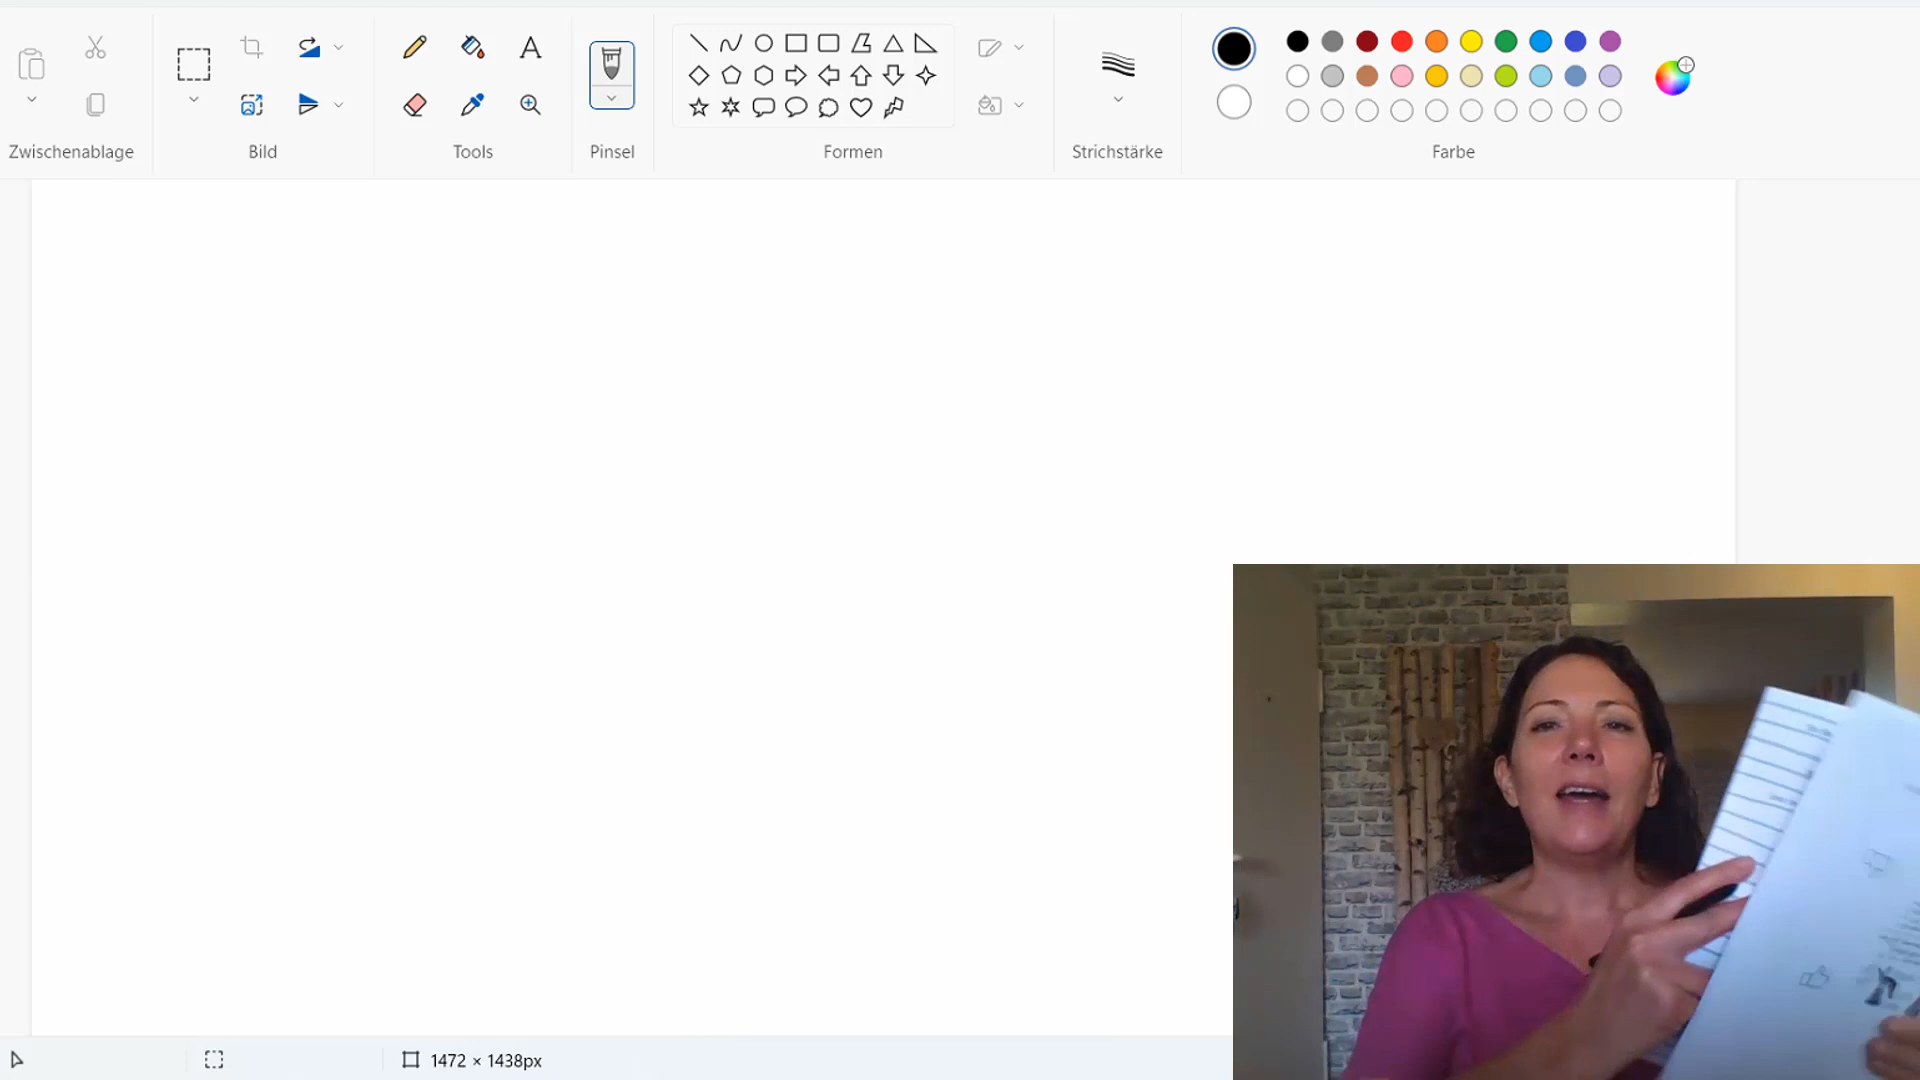 Zwischenablage
Bild
Tools
Pinsel
Formen
Strichstärke
Farbe
1472 × 1438px